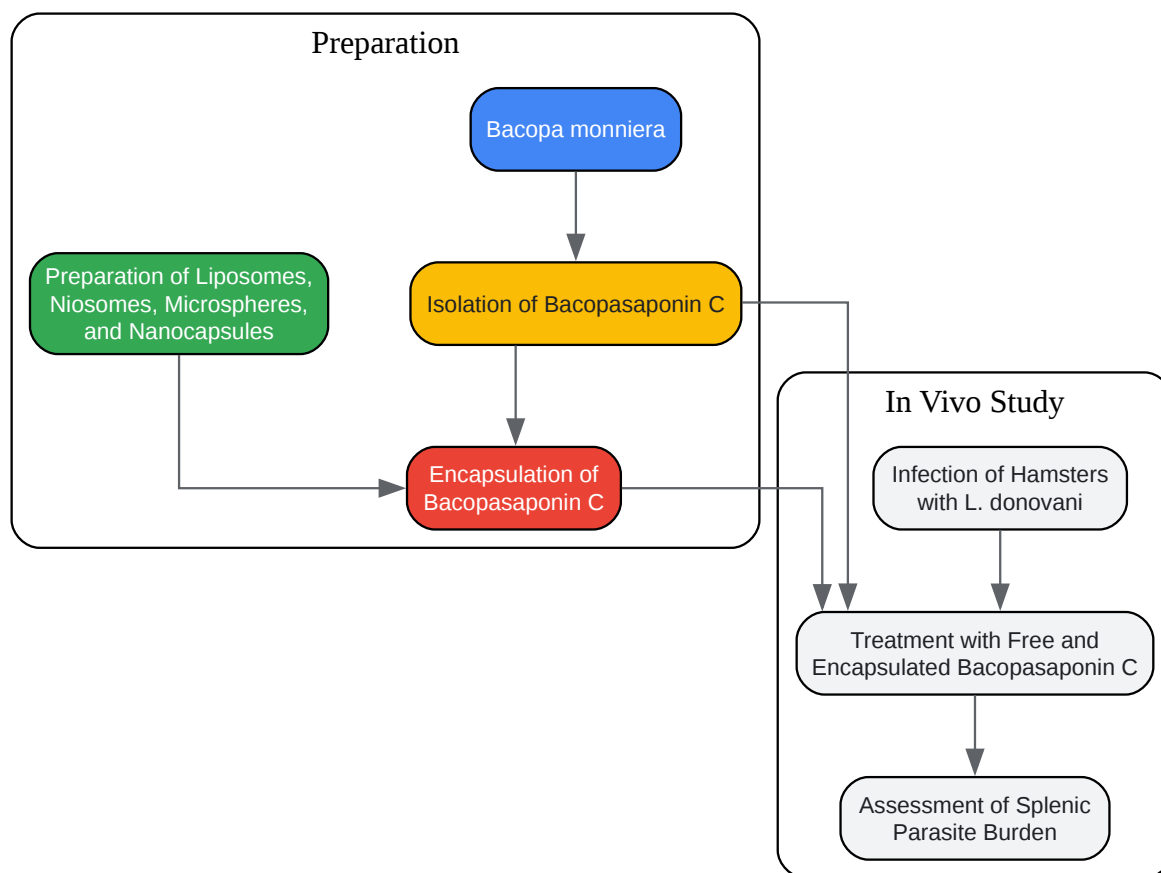 Preparation
Bacopa monniera
Preparation of Liposomes,
Niosomes, Microspheres,
and Nanocapsules
Isolation of Bacopasaponin C
Encapsulation of
Bacopasaponin C
In Vivo Study
Infection of Hamsters
with L. donovani
Treatment with Free and
Encapsulated Bacopasaponin C
Assessment of Splenic
Parasite Burden